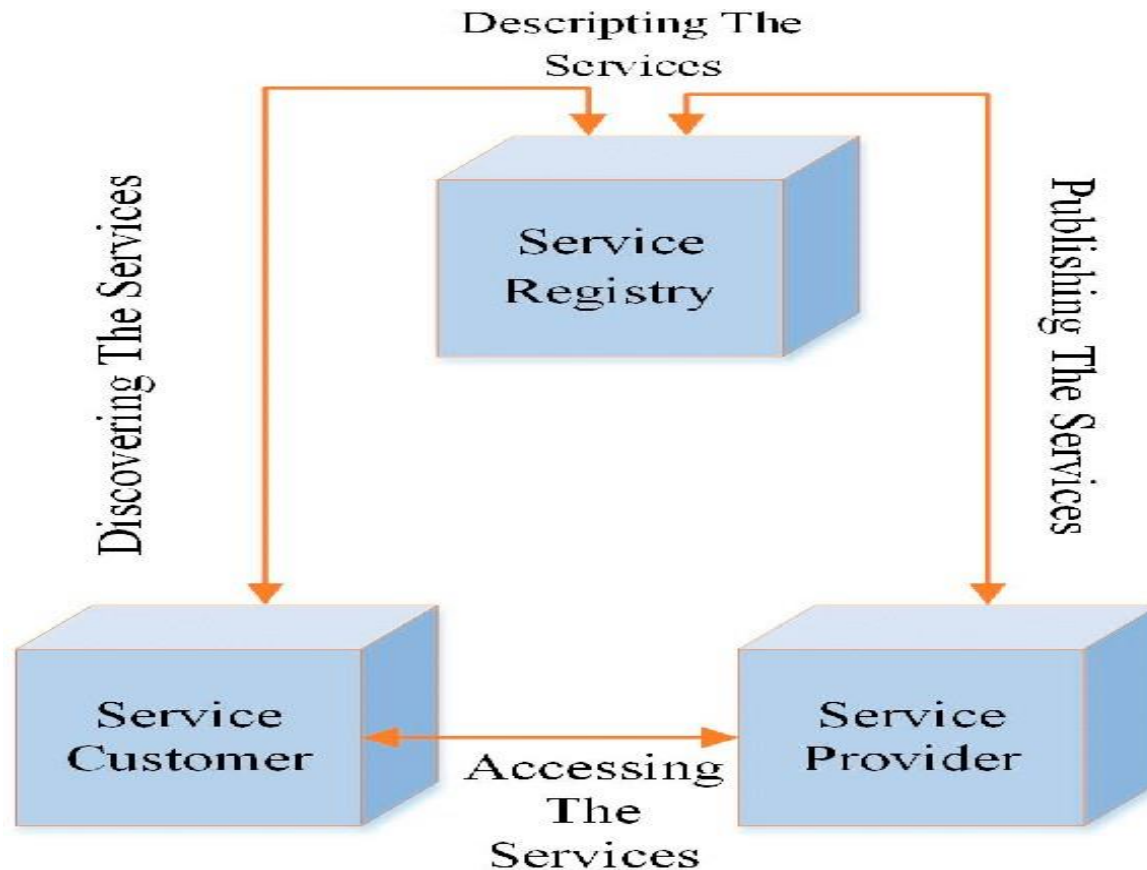 Descripting The
Services
Discovering The Services
Service
Registry
Publishing The Services
Service
Customer
Accessing
The
Services
Service
Provider